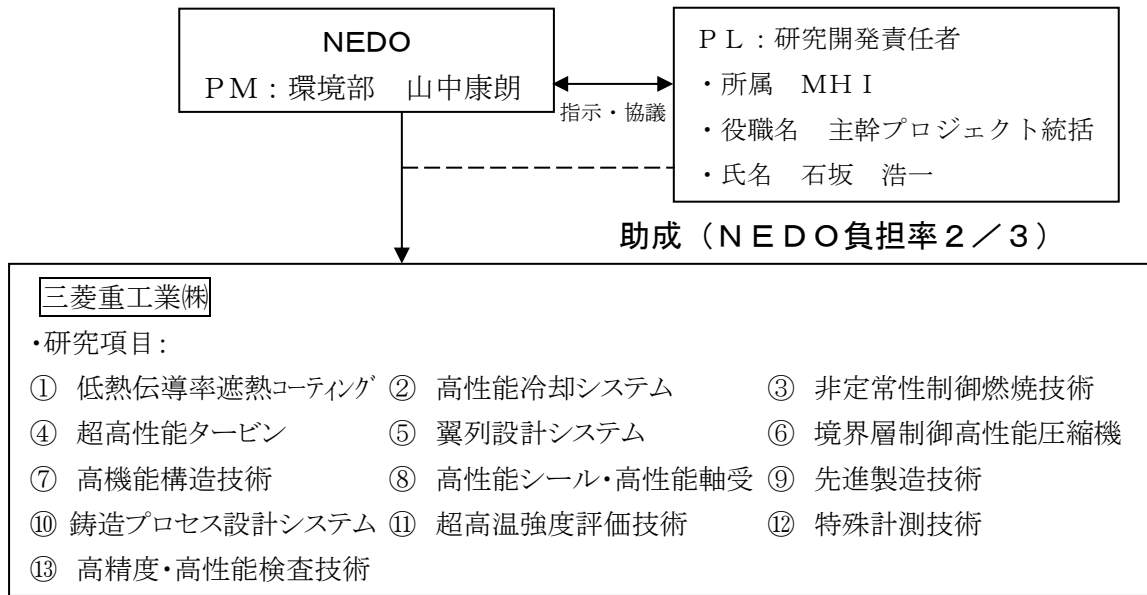 NEDO
PM：環境部　山中康朗
指示・協議
PL：研究開発責任者
・所属　MHI
・役職名　主幹プロジェクト統括
・氏名　石坂　浩一
助成（NEDO負担率２／３）
三菱重工業㈱
・研究項目：
① 低熱伝導率遮熱コーティング ② 高性能冷却システム ③ 非定常性制御燃焼技術
④ 超高性能タービン ⑤ 翼列設計システム ⑥ 境界層制御高性能圧縮機
⑦ 高機能構造技術 ⑧ 高性能シール・高性能軸受 ⑨ 先進製造技術
⑩ 鋳造プロセス設計システム ⑪ 超高温強度評価技術 ⑫ 特殊計測技術
⑬ 高精度・高性能検査技術